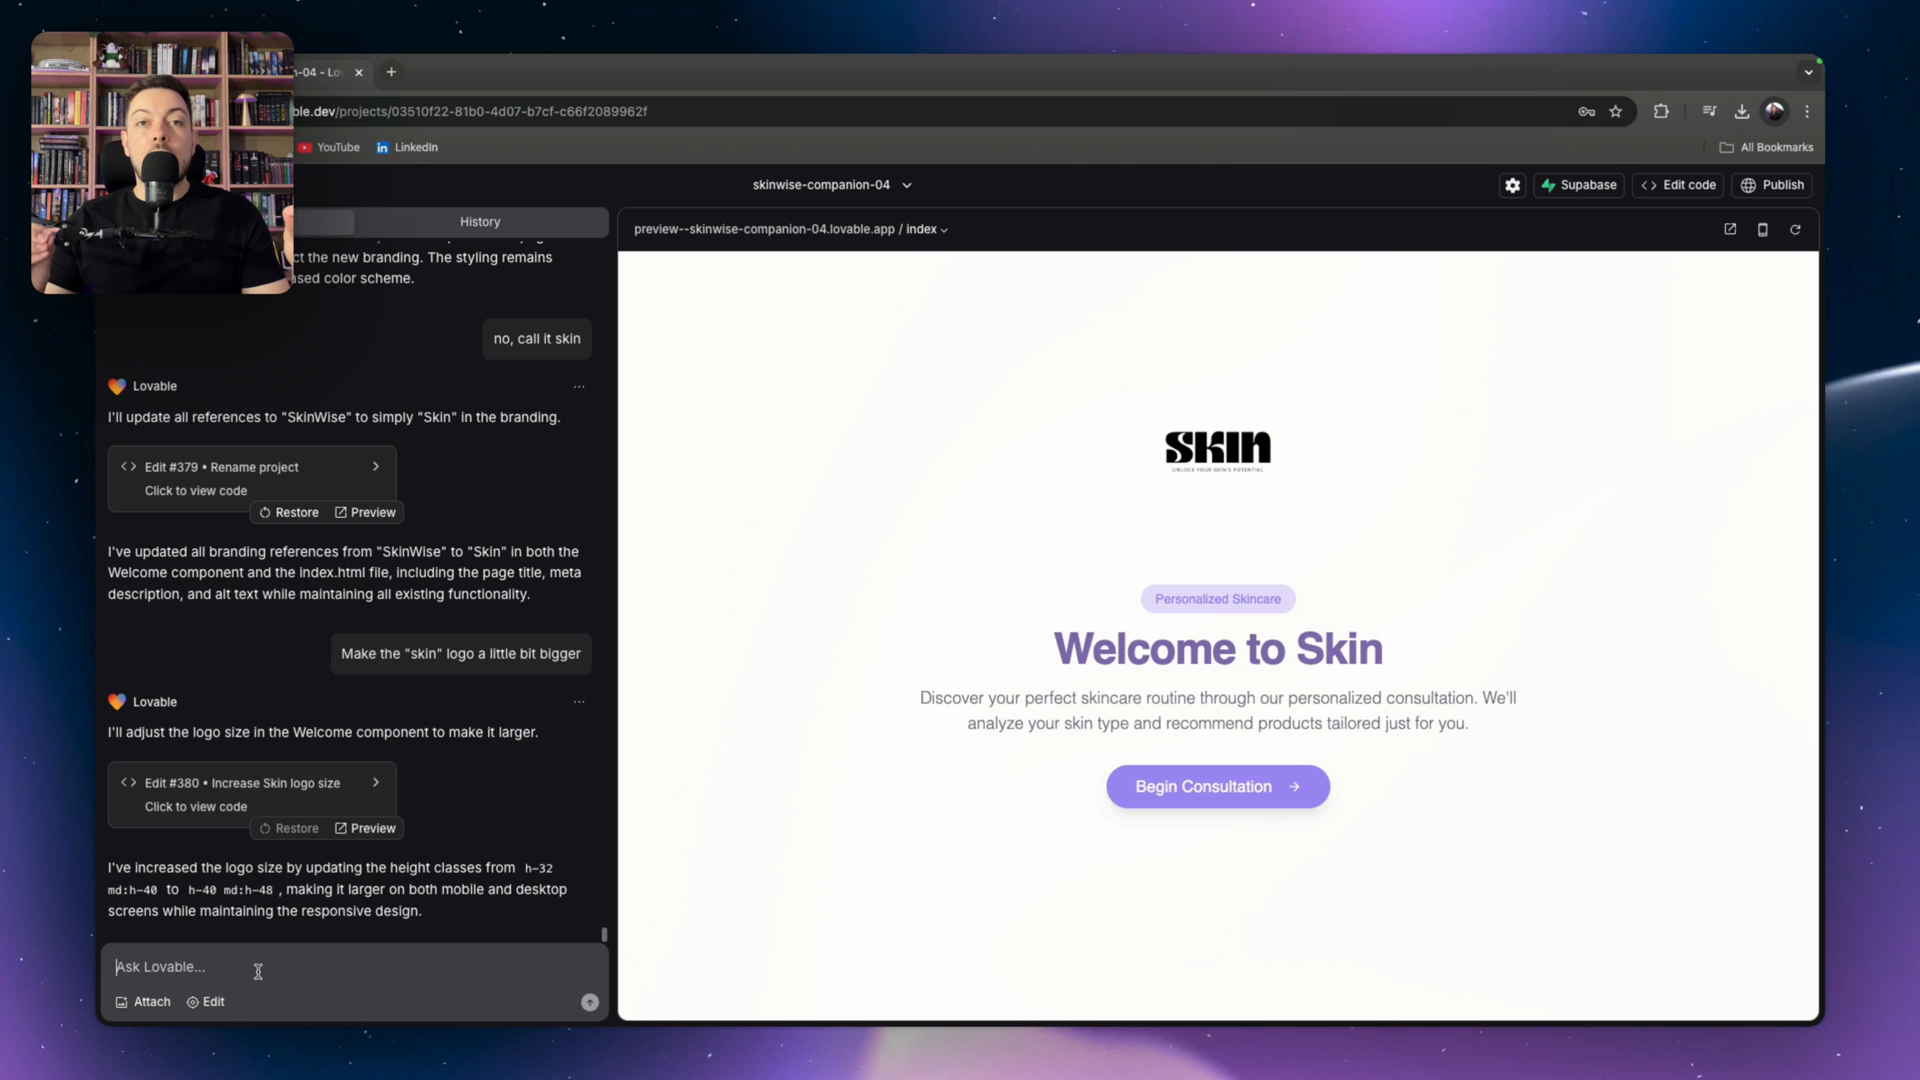 n-04 - Lo
ble.dev/projects/03510f22-81b0-4d07-b7cf-c66f2089962f
YouTube
LinkedIn
All Bookmarks
skinwise-companion-04
Supabase
Edit code
Publish
History
preview--skinwise-companion-04.lovable.app / index
ct the new branding. The styling remains
ased color scheme.
no, call it skin
Lovable
I'll update all references to "SkinWise" to simply "Skin" in the branding.
Edit #379 • Rename project
Click to view code
Restore
Preview
I've updated all branding references from "SkinWise" to "Skin" in both the
Welcome component and the index.html file, including the page title, meta
description, and alt text while maintaining all existing functionality.
Make the "skin" logo a little bit bigger
Lovable
I'll adjust the logo size in the Welcome component to make it larger.
Edit #380 • Increase Skin logo size
Click to view code
Restore
Preview
I've increased the logo size by updating the height classes from h-32
md:h-40 to h-40 md:h-48 , making it larger on both mobile and desktop
screens while maintaining the responsive design.
Ask Lovable...
Attach
Edit
SKIN
UNLOCK YOUR SKIN'S POTENTIAL
Personalized Skincare
Welcome to Skin
Discover your perfect skincare routine through our personalized consultation. We'll
analyze your skin type and recommend products tailored just for you.
Begin Consultation